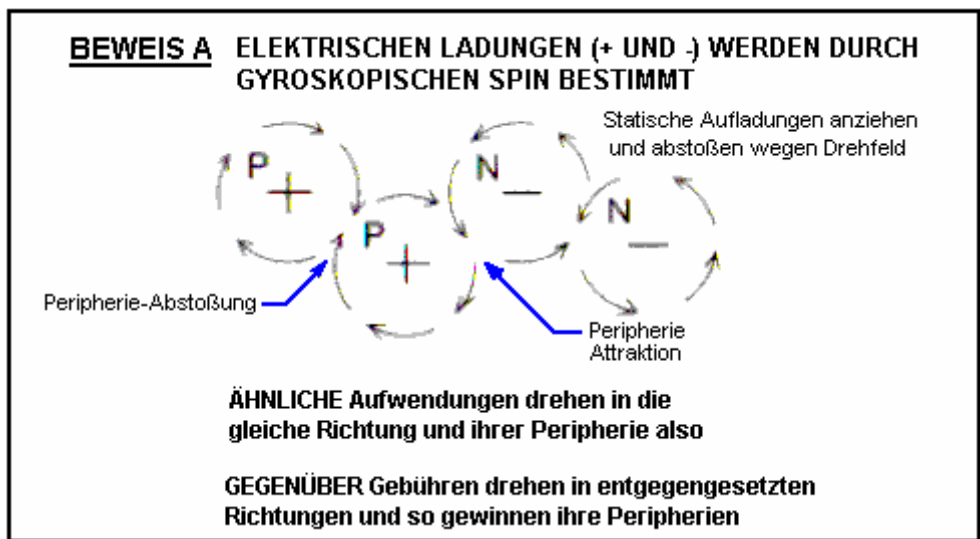 BEWEIS A ELEKTRISCHEN LADUNGEN (+ UND -) WERDEN DURCH
GYROSKOPISCHEN SPIN BESTIMMT
Statische Aufladungen anziehen
und abstoßen wegen Drehfeld
P
+
N
–
P
+
N
–
Peripherie-Abstoßung
Peripherie
Attraktion
ÄHNLICHE Aufwendungen drehen in die
gleiche Richtung und ihrer Peripherie also
GEGENÜBER Gebühren drehen in entgegengesetzten
Richtungen und so gewinnen ihre Peripherien